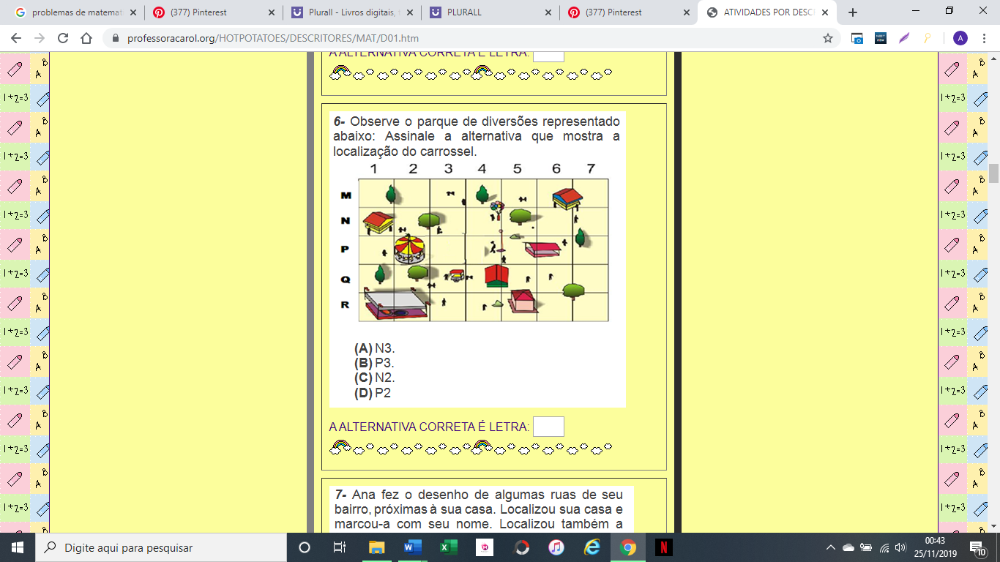 problemas de matemat
(377) Pinterest
Plurall - Livros digitais, t
PLURALL
(377) Pinterest
ATIVIDADES POR DESCR
professoracarol.org/HOTPOTATOES/DESCRITORES/MAT/D01.htm
A
A ALTERNATIVA CORRETA É LETRA:
6- Observe o parque de diversões representado
abaixo: Assinale a alternativa que mostra a
localização do carrossel.
1 2 3 4 5 6 7
M
N
P
Q
R
(A) N3.
(B) P3.
(C) N2.
(D) P2
A ALTERNATIVA CORRETA É LETRA:
7- Ana fez o desenho de algumas ruas de seu
bairro, próximas à sua casa. Localizou sua casa e
marcou-a com seu nome. Localizou também a
1+2=3
A B
Digite aqui para pesquisar
00:43
25/11/2019
10